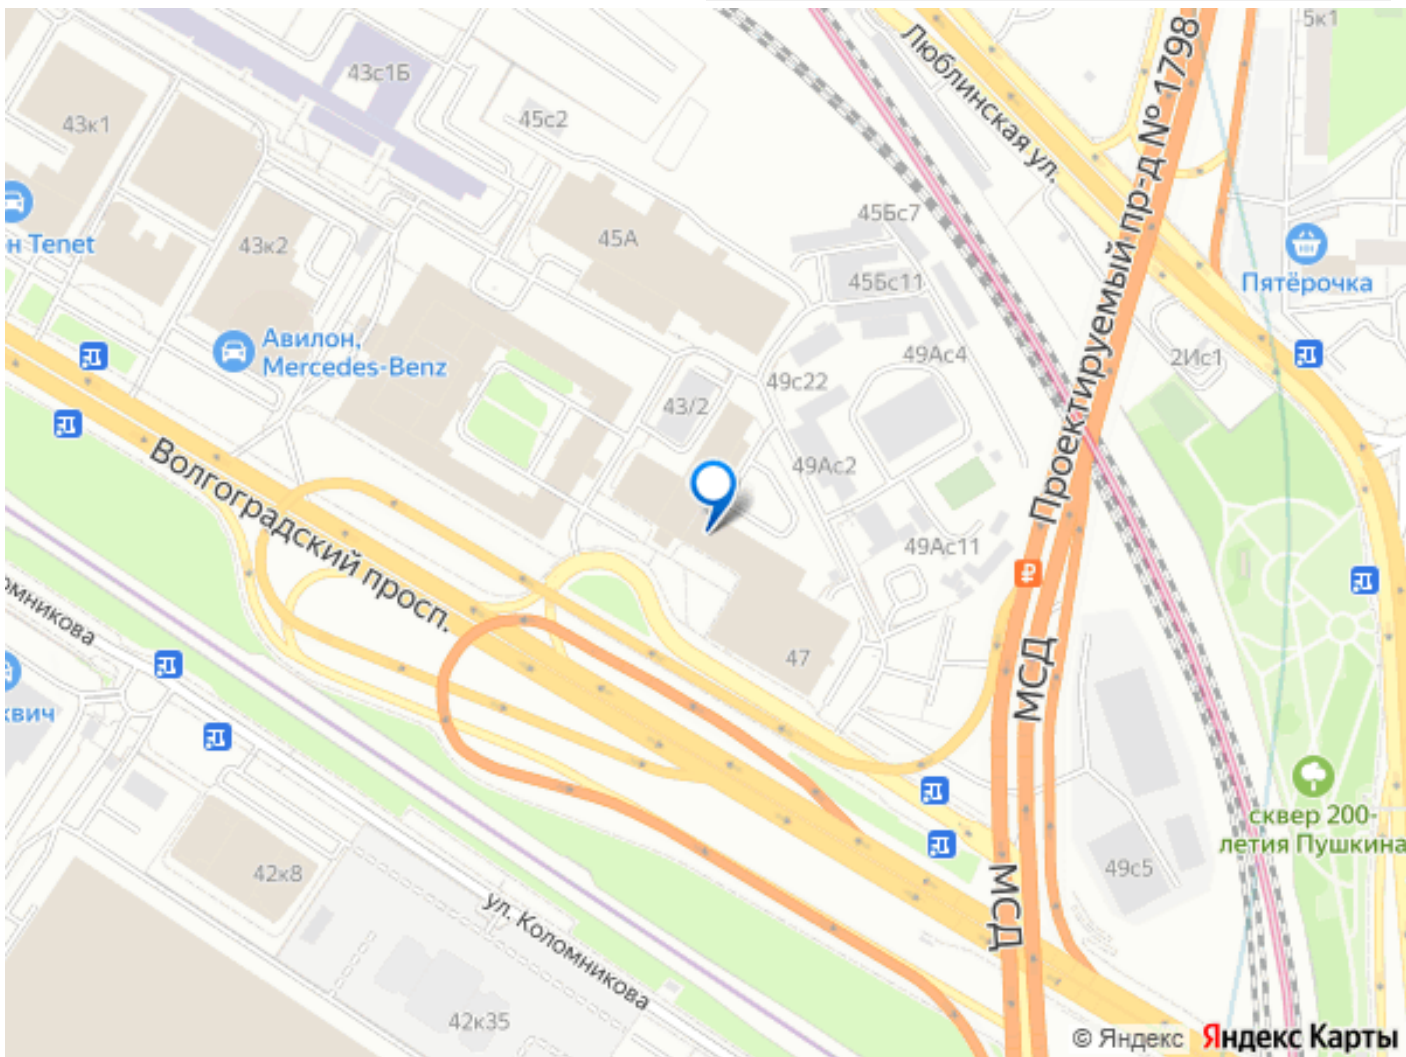 5к1
43с1Б
Люблинская ул.
Проектируемый пр-д № 1798
43к1
45с2
45Бс7
45А
н Tenet
43к2
45Бс11
Пятёрочка
Авилон,
Mercedes-Benz
49Ас4
2Ис1
49с22
43/2
49Ас2
Волгоградский просп.
49Ас11
₽
омникова
47
МСД
квич
сквер 200-
летия Пушкина
49с5
42к8
МСД
ул. Коломникова
42к35
© Яндекс Яндекс Карты